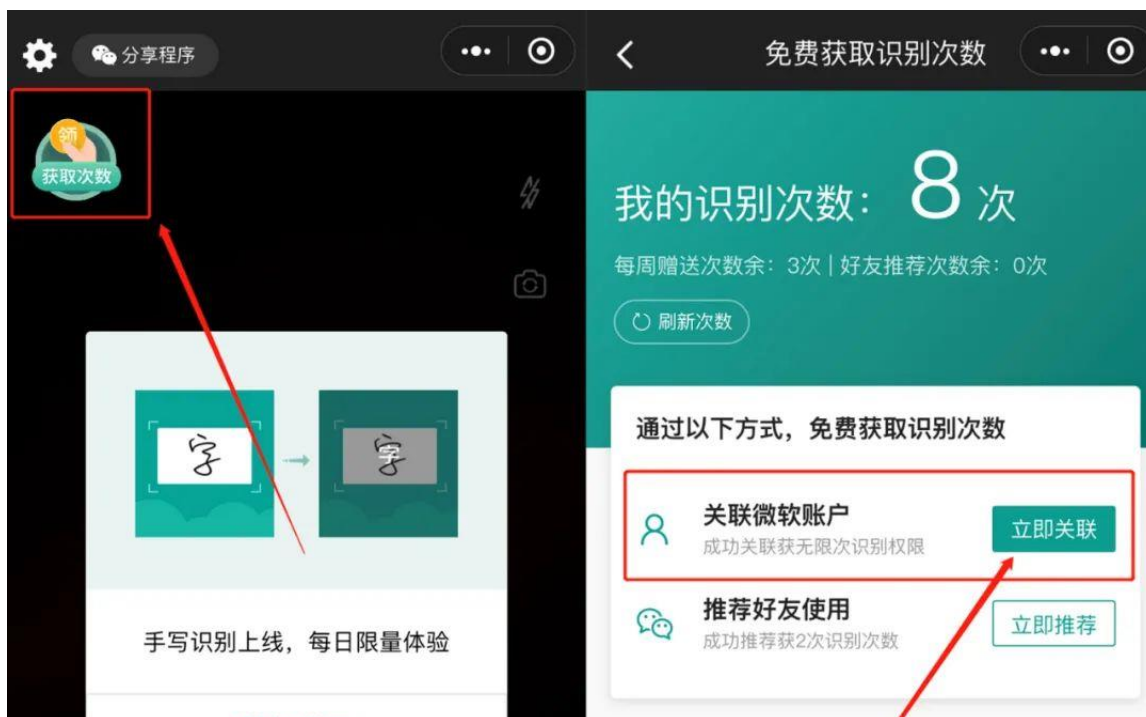 分享程序
领
获取次数
字
字
字
手写识别上线，每日限量体验
免费获取识别次数
我的识别次数：8次
每周赠送次数余：3次 | 好友推荐次数余：0次
刷新次数
通过以下方式，免费获取识别次数
关联微软账户
成功关联获无限次识别权限
立即关联
推荐好友使用
成功推荐获2次识别次数
立即推荐